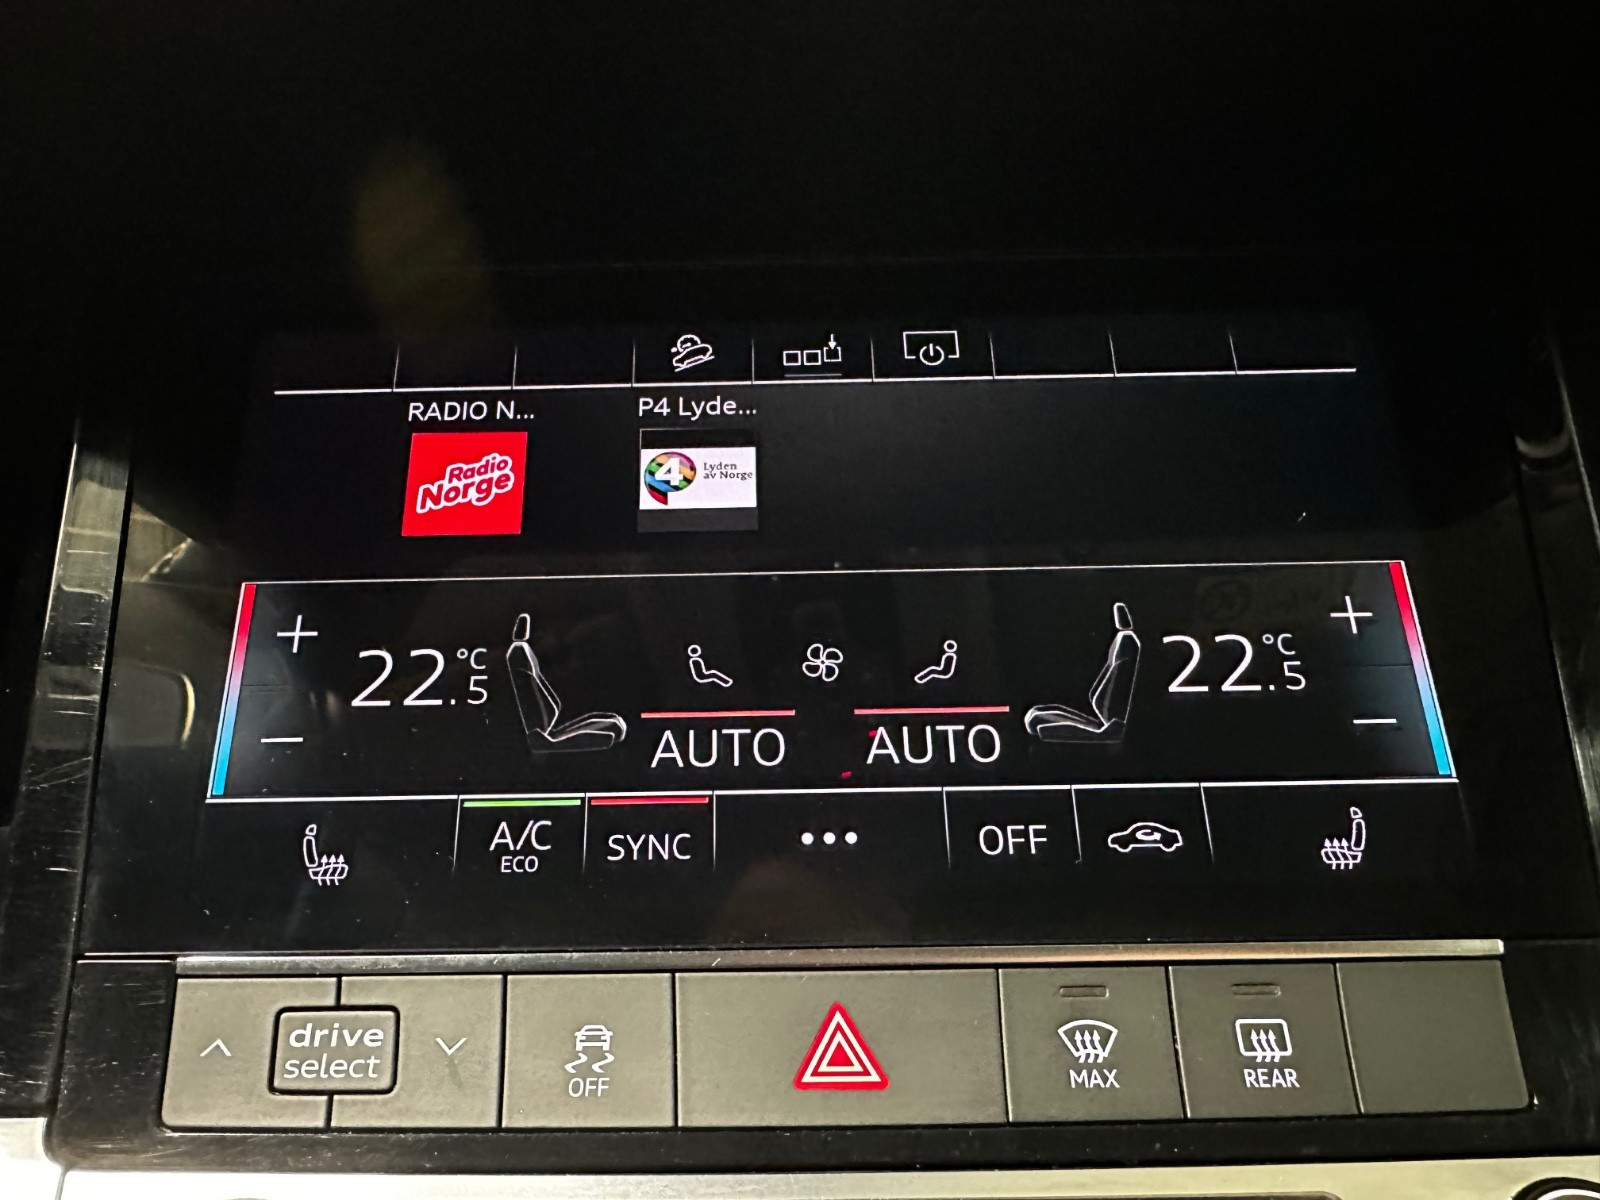 RADIO N...
P4 Lyde...
Radio
Norge
4
Lyden
av Norge
22.5 °C
22.5 °C
AUTO
AUTO
A/C
ECO
SYNC
OFF
drive
select
OFF
MAX
REAR